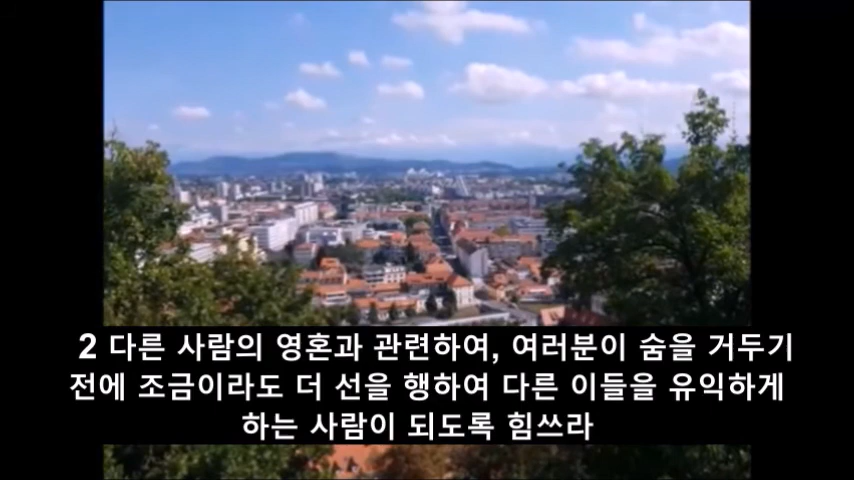 2 다른 사람의 영혼과 관련하여, 여러분이 숨을 거두기
전에 조금이라도 더 선을 행하여 다른 이들을 유익하게
하는 사람이 되도록 힘쓰라